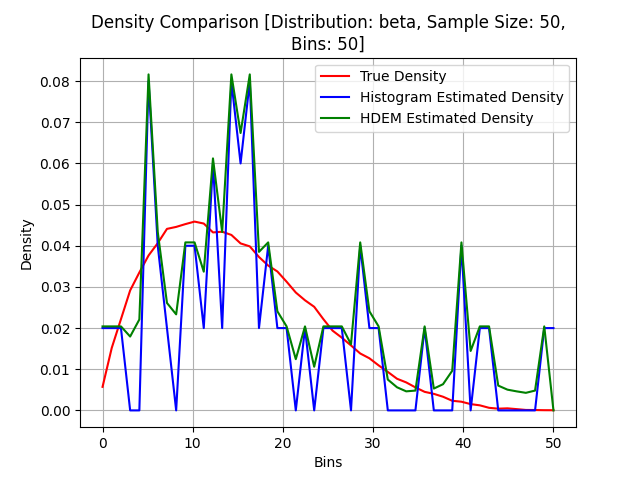 Density Comparison [Distribution: beta, Sample Size: 50,
Bins: 50]
True Density
Histogram Estimated Density
HDEM Estimated Density
Density
0.08
0.07
0.06
0.05
0.04
0.03
0.02
0.01
0.00
0 10 20 30 40 50
Bins